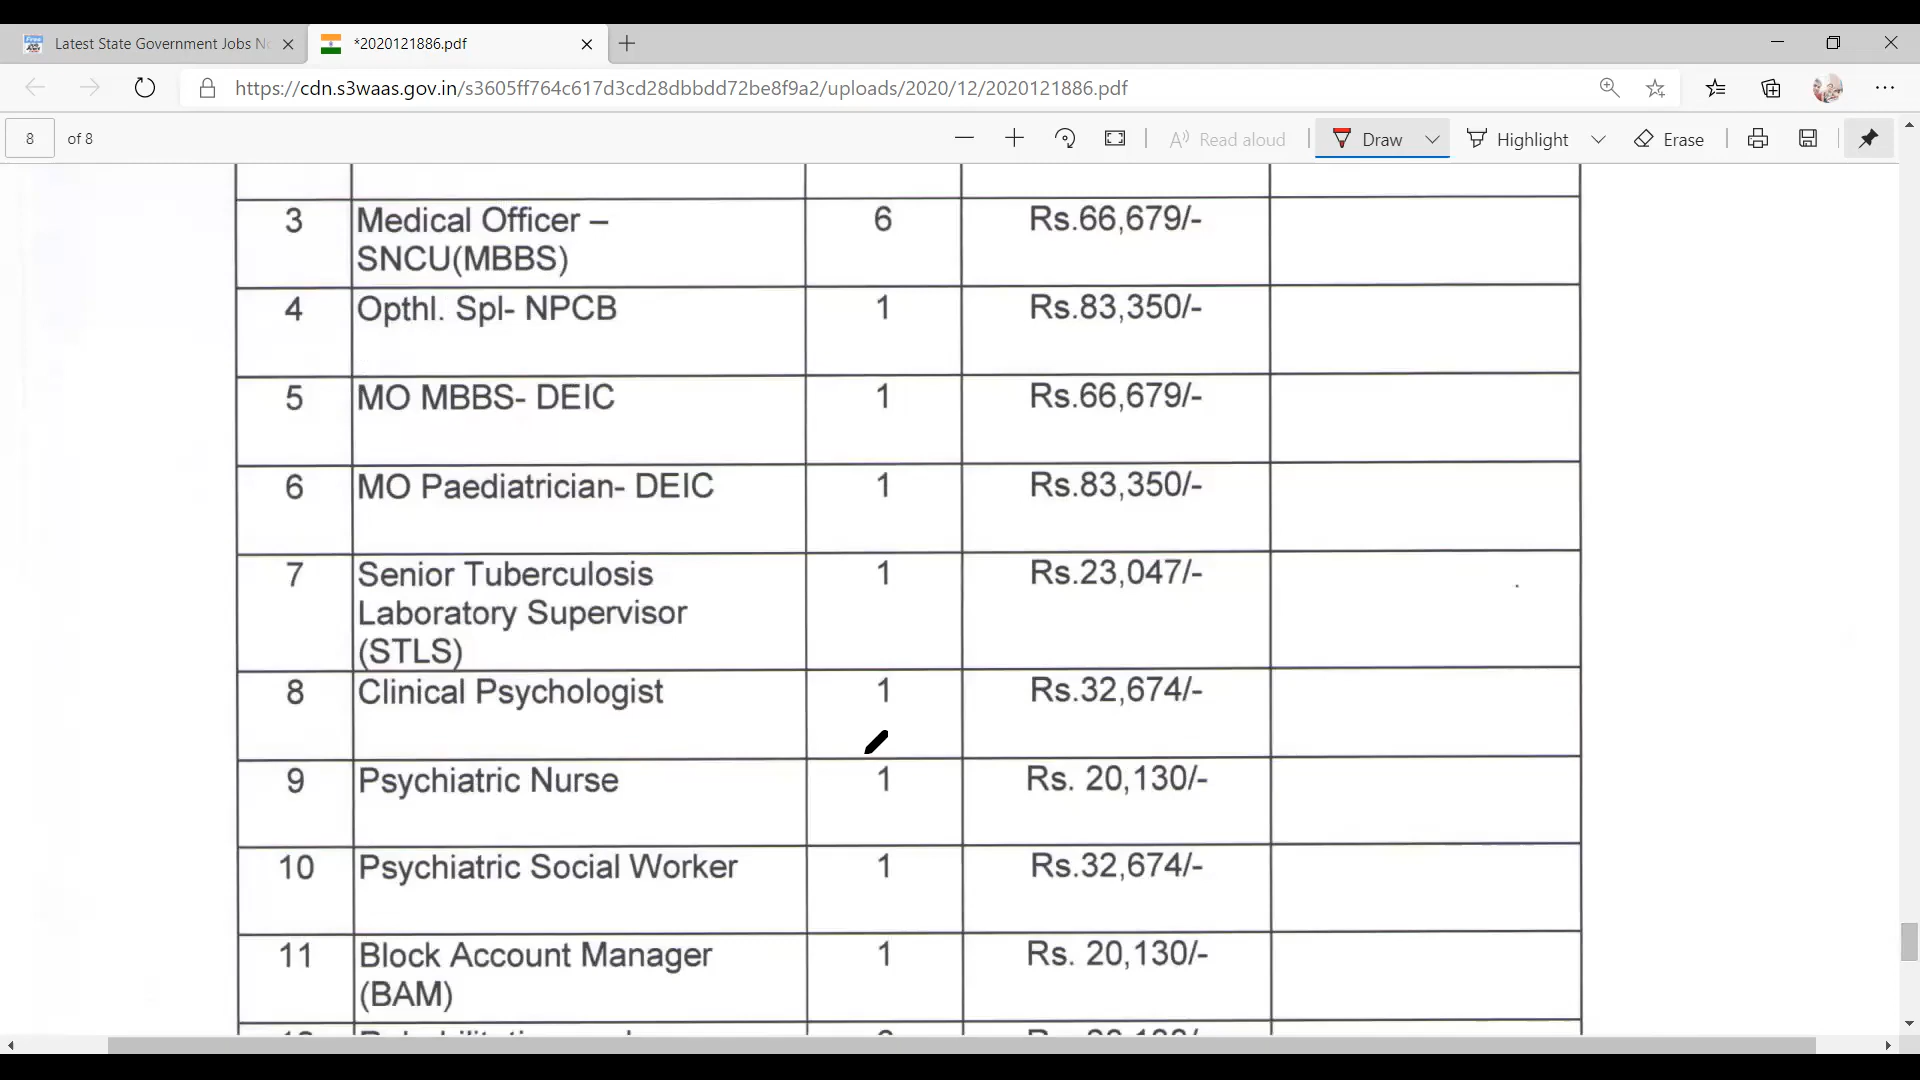 Latest State Government Jobs No
*2020121886.pdf
https://cdn.s3waas.gov.in/s3605ff764c617d3cd28dbbdd72be8f9a2/uploads/2020/12/2020121886.pdf
8 of 8 Read aloud Draw Highlight Erase
3 Medical Officer – 6 Rs.66,679/-
SNCU(MBBS)
4 Opthl. Spl- NPCB 1 Rs.83,350/-
5 MO MBBS- DEIC 1 Rs.66,679/-
6 MO Paediatrician- DEIC 1 Rs.83,350/-
7 Senior Tuberculosis 1 Rs.23,047/-
Laboratory Supervisor
(STLS)
8 Clinical Psychologist 1 Rs.32,674/-
9 Psychiatric Nurse 1 Rs. 20,130/-
10 Psychiatric Social Worker 1 Rs.32,674/-
11 Block Account Manager 1 Rs. 20,130/-
(BAM)